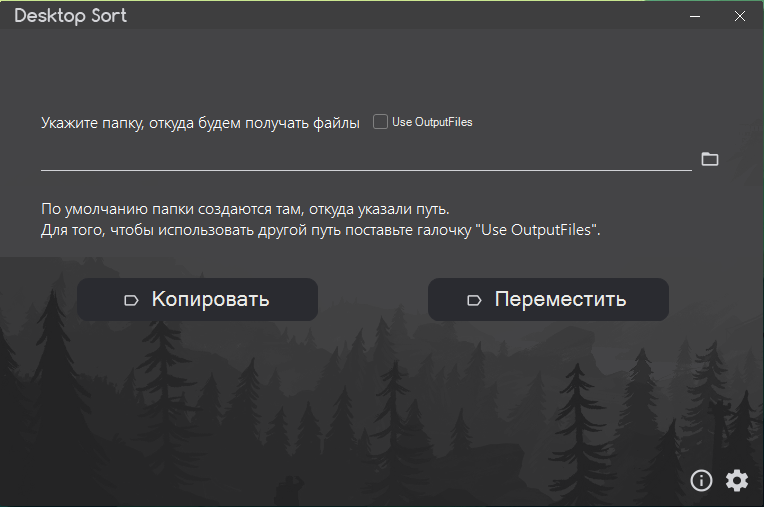 Desktop Sort
Укажите папку, откуда будем получать файлы
Use OutputFiles
По умолчанию папки создаются там, откуда указали путь.
Для того, чтобы использовать другой путь поставьте галочку "Use OutputFiles".
Копировать
Переместить